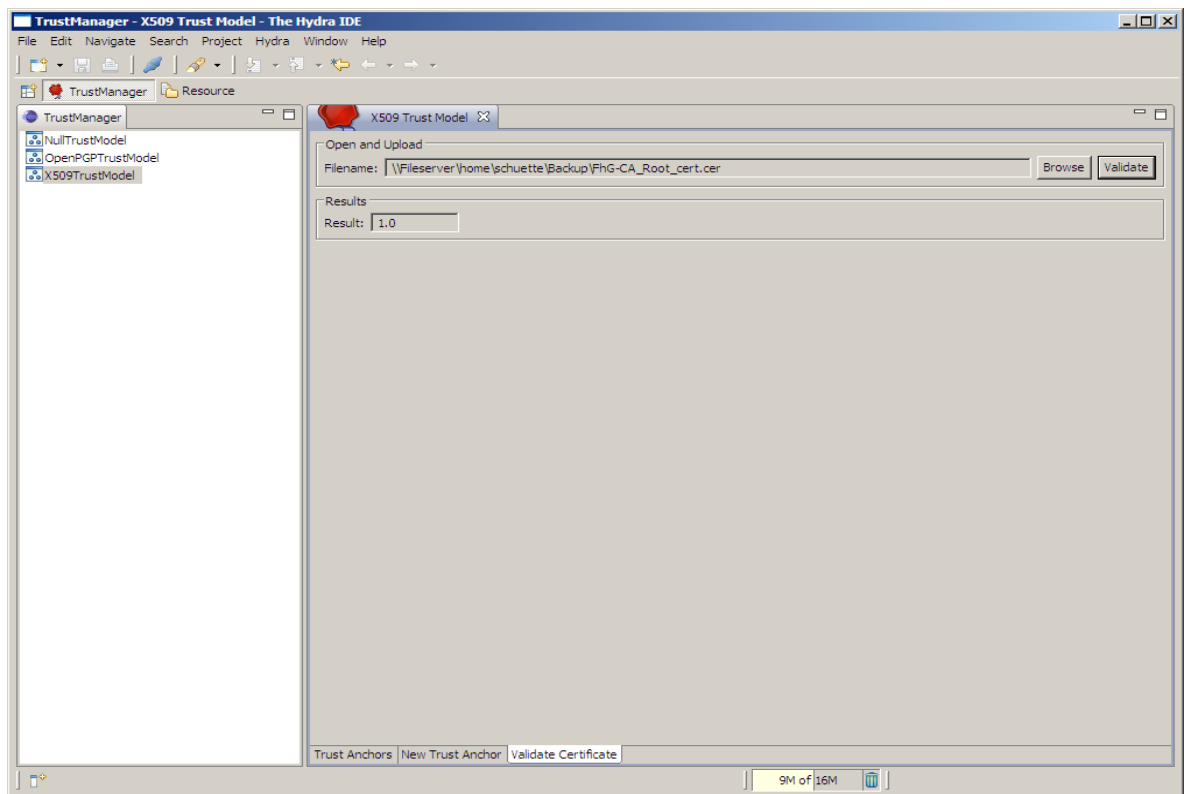 TrustManager - X509 Trust Model - The Hydra IDE
File Edit Navigate Search Project Hydra Window Help
TrustManager Resource
TrustManager
NullTrustModel
OpenPGPTrustModel
X509TrustModel
X509 Trust Model
Open and Upload
Filename: \\Fileserver\home\schuette\Backup\FhG-CA_Root_cert.cer Browse Validate
Results
Result: 1.0
Trust Anchors New Trust Anchor Validate Certificate
9M of 16M